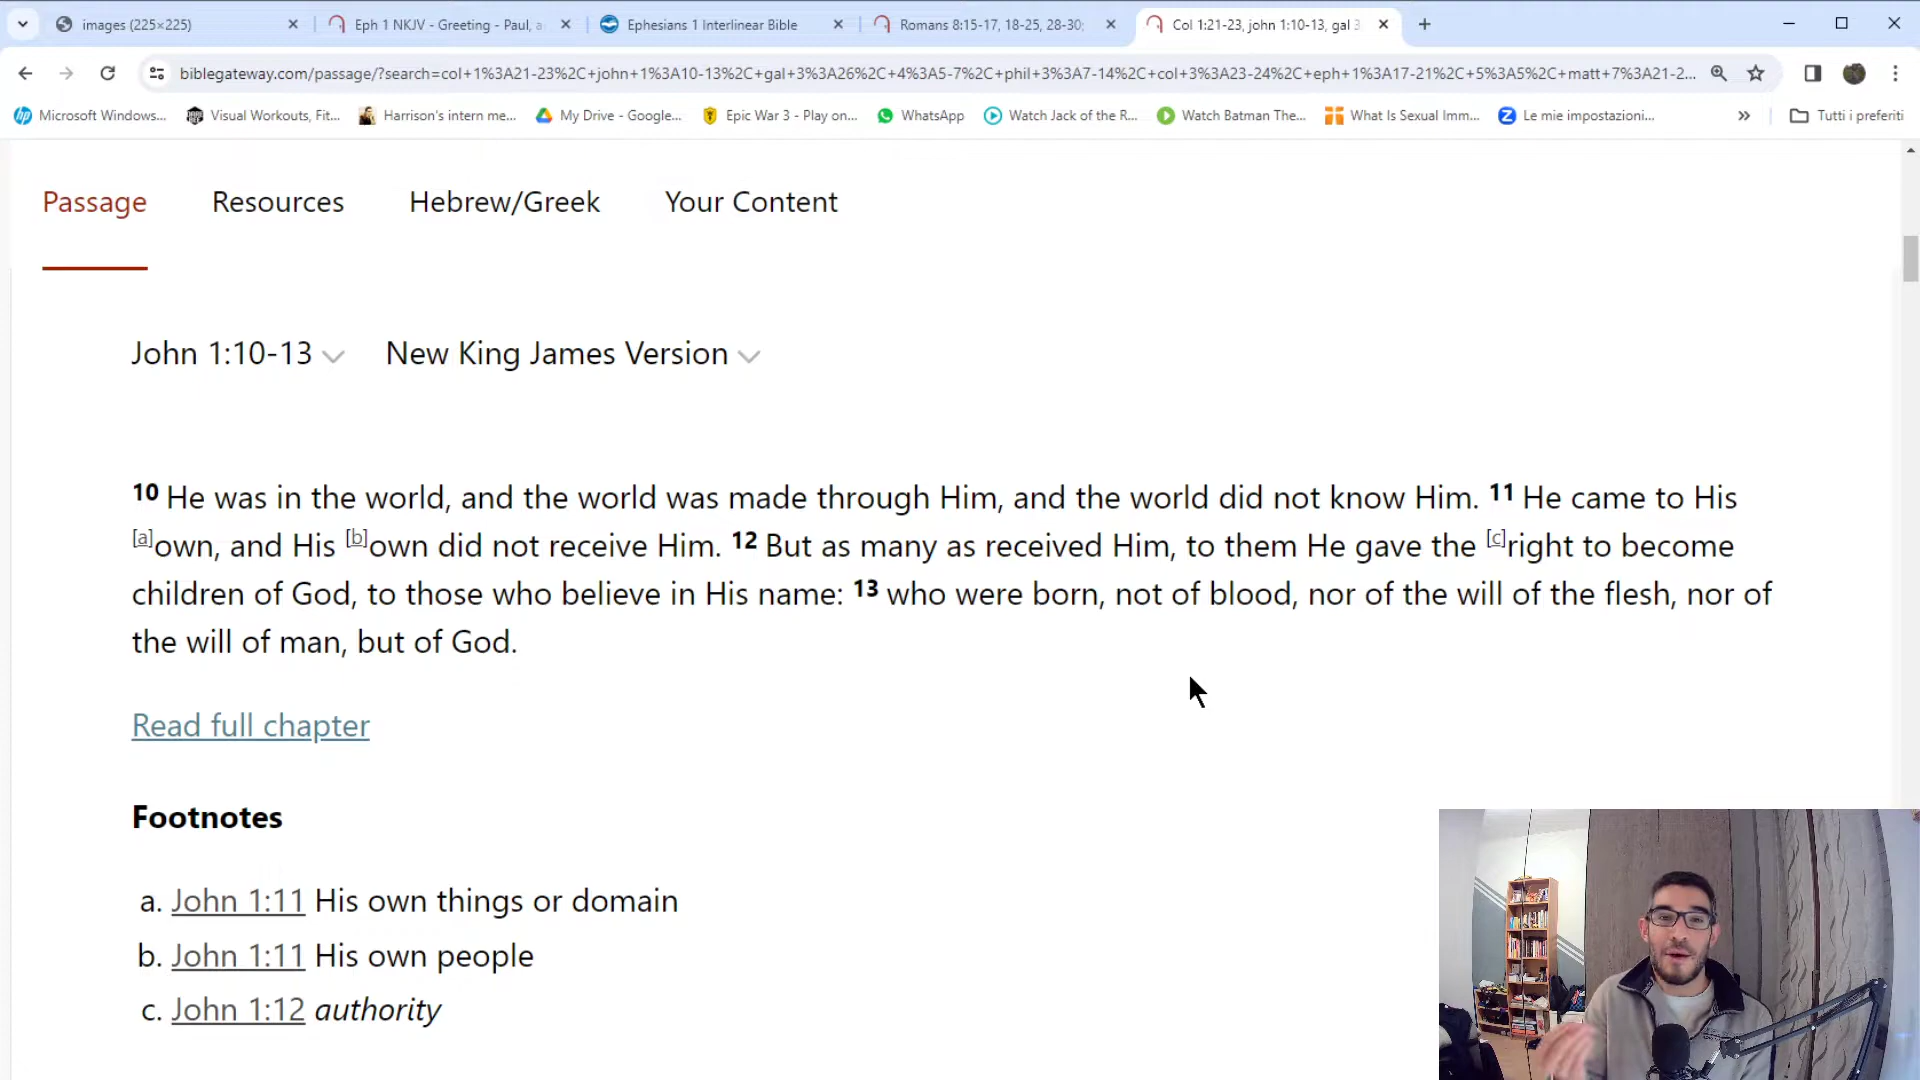 images (225×225)
Eph 1 NKJV - Greeting - Paul, a
Ephesians 1 Interlinear Bible
Romans 8:15-17, 18-25, 28-30;
Col 1:21-23, john 1:10-13, gal 3
biblegateway.com/passage/?search=col+1%3A21-23%2C+john+1%3A10-13%2C+gal+3%3A26%2C+4%3A5-7%2C+phil+3%3A7-14%2C+col+3%3A23-24%2C+eph+1%3A17-21%2C+5%3A5%2C+matt+7%3A21-2...
Microsoft Windows...
Visual Workouts, Fit...
Harrison's intern me...
My Drive - Google...
Epic War 3 - Play on...
WhatsApp
Watch Jack of the R...
Watch Batman The...
What Is Sexual Imm...
Le mie impostazioni...
Tutti i preferiti
Passage
Resources
Hebrew/Greek
Your Content
John 1:10-13
New King James Version
10 He was in the world, and the world was made through Him, and the world did not know Him. 11 He came to His
[a]own, and His [b]own did not receive Him. 12 But as many as received Him, to them He gave the [c]right to become
children of God, to those who believe in His name: 13 who were born, not of blood, nor of the will of the flesh, nor of
the will of man, but of God.
Read full chapter
Footnotes
a. John 1:11 His own things or domain
b. John 1:11 His own people
c. John 1:12 authority